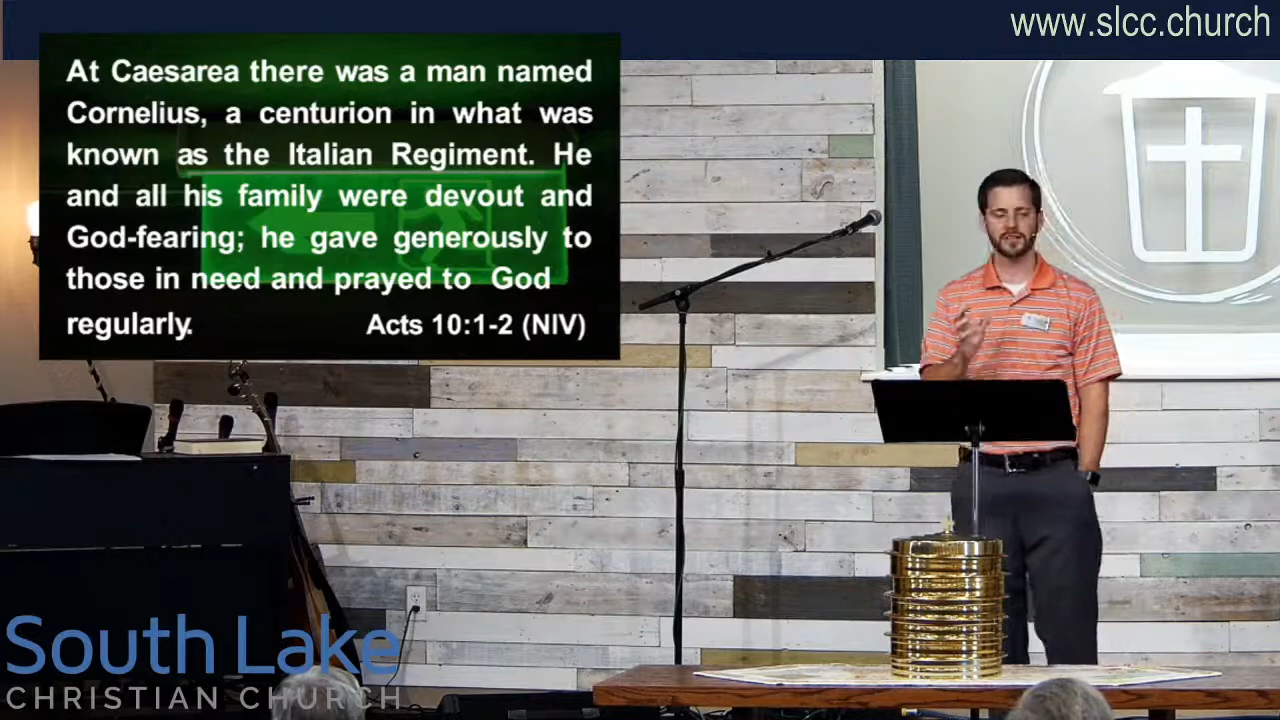 www.slcc.church
At Caesarea there was a man named
Cornelius, a centurion in what was
known as the Italian Regiment. He
and all his family were devout and
God-fearing; he gave generously to
those in need and prayed to God
regularly. Acts 10:1-2 (NIV)
South Lake
CHRISTIAN CHURCH